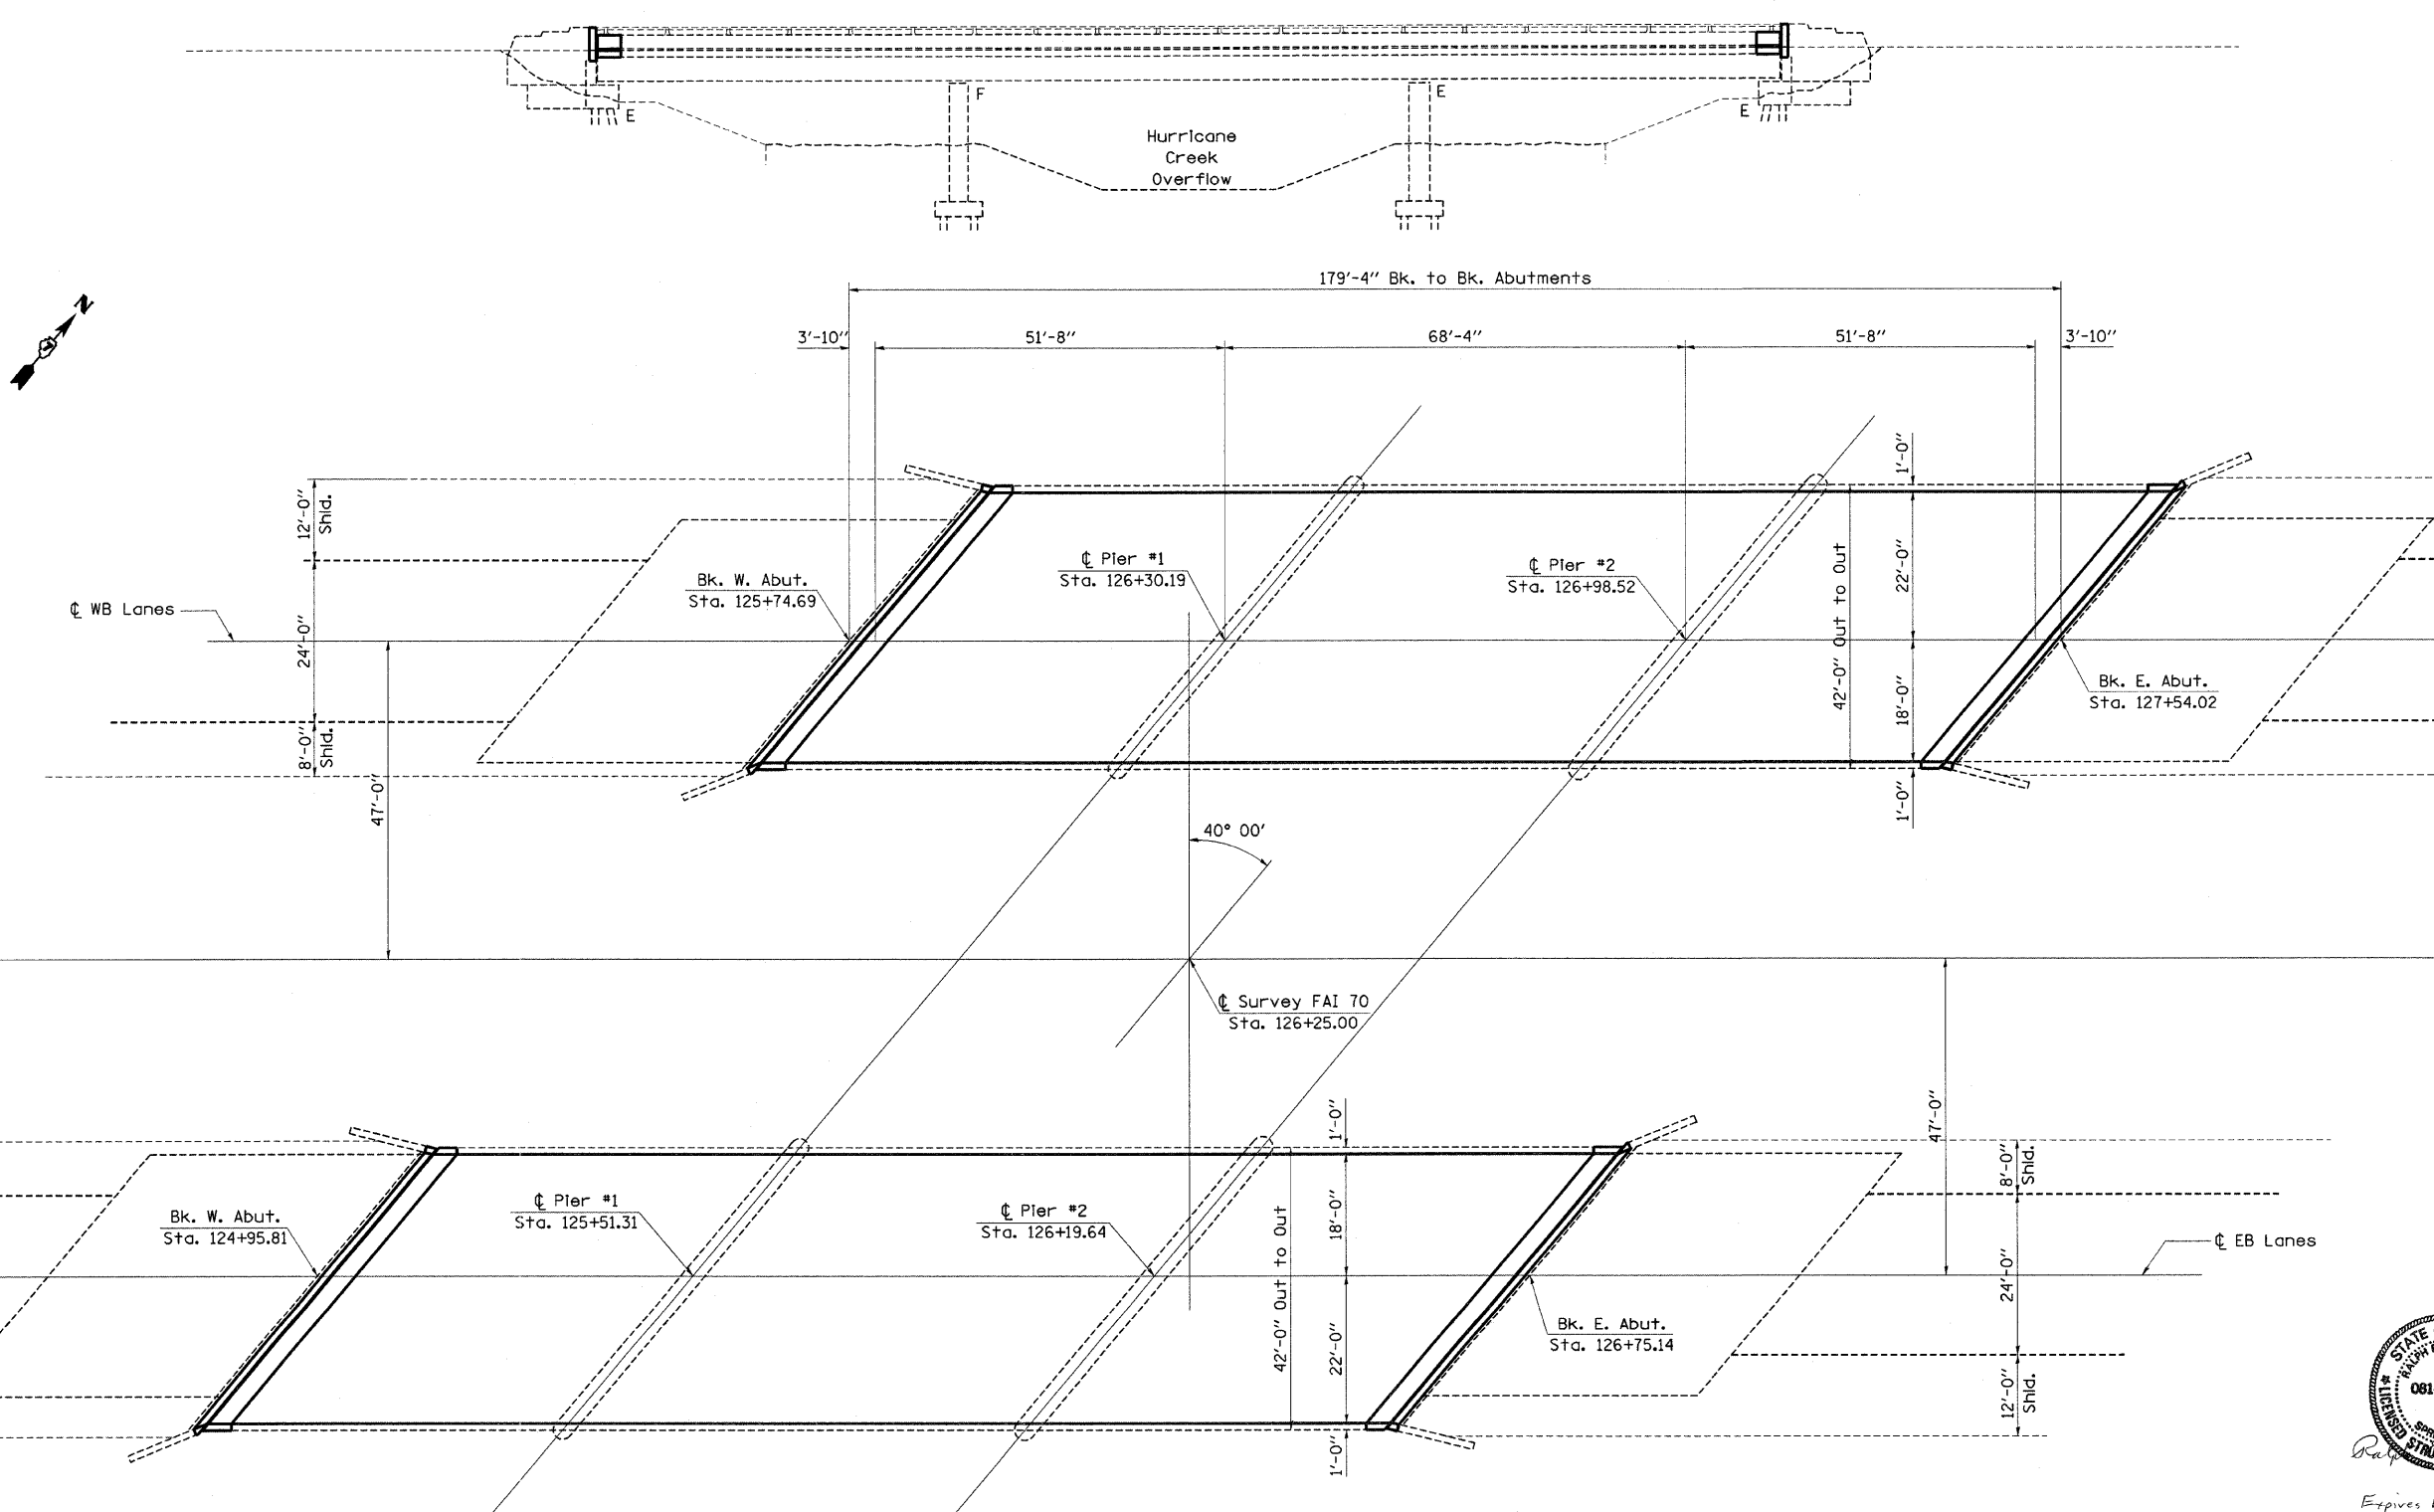 F
E
E
E
Hurricane
Creek
Overflow
179'-4" Bk. to Bk. Abutments
N
3'-10"
51'-8"
68'-4"
51'-8"
3'-10"
12'-0"
Shld.
24'-0"
8'-0"
Shld.
47'-0"
℄ WB Lanes
Bk. W. Abut.
Sta. 125+74.69
℄ Pier #1
Sta. 126+30.19
℄ Pier #2
Sta. 126+98.52
42'-0" Out to Out
1'-0"
22'-0"
18'-0"
1'-0"
Bk. E. Abut.
Sta. 127+54.02
40° 00'
℄ Survey FAI 70
Sta. 126+25.00
47'-0"
Bk. W. Abut.
Sta. 124+95.81
℄ Pier #1
Sta. 125+51.31
℄ Pier #2
Sta. 126+19.64
42'-0" Out to Out
1'-0"
18'-0"
22'-0"
1'-0"
Bk. E. Abut.
Sta. 126+75.14
8'-0"
Shld.
24'-0"
12'-0"
Shld.
℄ EB Lanes
STATE
RALPH
081
LICENSED STRU
Expires